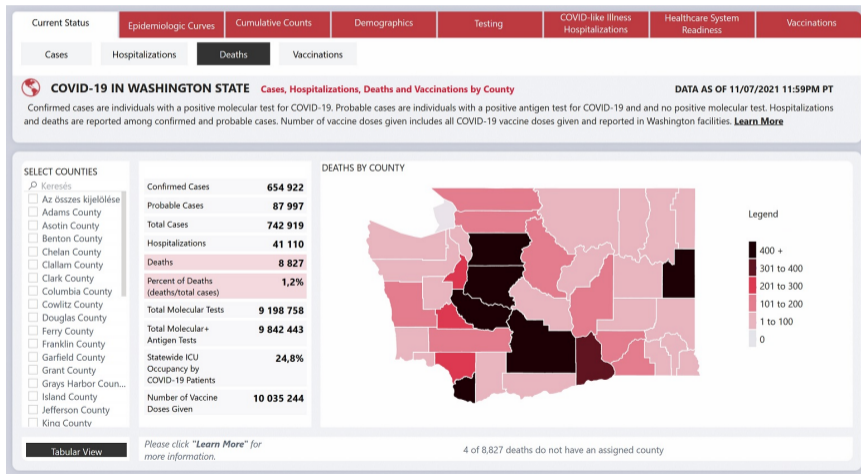 Current Status
Epidemiologic Curves
Cumulative Counts
Demographics
Testing
COVID-like Illness
Hospitalizations
Healthcare System
Readiness
Vaccinations
Cases
Hospitalizations
Deaths
Vaccinations
COVID-19 IN WASHINGTON STATE Cases, Hospitalizations, Deaths and Vaccinations by County DATA AS OF 11/07/2021 11:59PM PT
Confirmed cases are individuals with a positive molecular test for COVID-19. Probable cases are individuals with a positive antigen test for COVID-19 and and no positive molecular test. Hospitalizations
and deaths are reported among confirmed and probable cases. Number of vaccine doses given includes all COVID-19 vaccine doses given and reported in Washington facilities. Learn More
SELECT COUNTIES
Keresés
Az összes kijelölése
Adams County
Asotin County
Benton County
Chelan County
Clallam County
Clark County
Columbia County
Cowlitz County
Douglas County
Ferry County
Franklin County
Garfield County
Grant County
Grays Harbor Coun...
Island County
Jefferson County
King County
Tabular View
Confirmed Cases 654 922
Probable Cases 87 997
Total Cases 742 919
Hospitalizations 41 110
Deaths 8 827
Percent of Deaths 1,2%
(deaths/total cases)
Total Molecular Tests 9 198 758
Total Molecular+ 9 842 443
Antigen Tests
Statewide ICU 24,8%
Occupancy by
COVID-19 Patients
Number of Vaccine 10 035 244
Doses Given
Please click "Learn More" for
more information.
DEATHS BY COUNTY
Legend
400 +
301 to 400
201 to 300
101 to 200
1 to 100
0
4 of 8,827 deaths do not have an assigned county